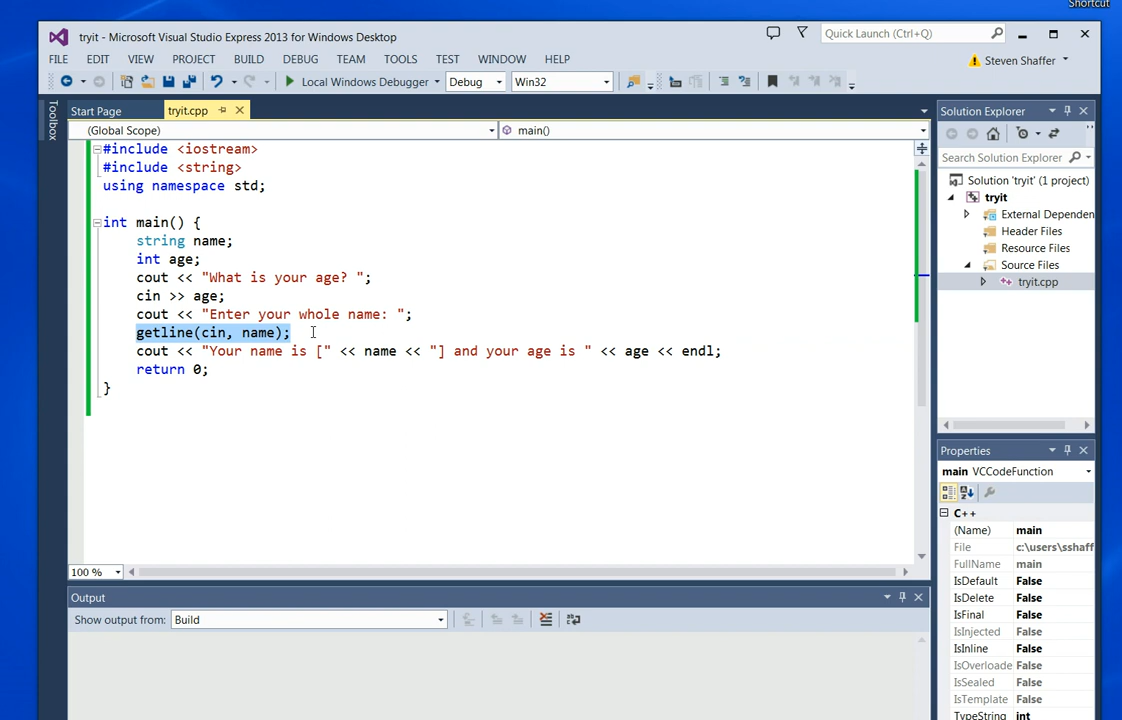 Shortcut
tryit - Microsoft Visual Studio Express 2013 for Windows Desktop
Quick Launch (Ctrl+Q)
FILE EDIT VIEW PROJECT BUILD DEBUG TEAM TOOLS TEST WINDOW HELP
Steven Shaffer
Local Windows Debugger Debug Win32
Toolbox
Start Page tryit.cpp
(Global Scope) main()
#include <iostream>
#include <string>
using namespace std;
int main() {
string name;
int age;
cout << "What is your age? ";
cin >> age;
cout << "Enter your whole name: ";
getline(cin, name);
cout << "Your name is [" << name << "] and your age is " << age << endl;
return 0;
}
100 %
Output
Show output from: Build
Solution Explorer
Search Solution Explorer
Solution 'tryit' (1 project)
tryit
External Dependen
Header Files
Resource Files
Source Files
tryit.cpp
Properties
main VCCodeFunction
C++
(Name) main
File c:\users\sshaff
FullName main
IsDefault False
IsDelete False
IsFinal False
IsInjected False
IsInline False
IsOverloade False
IsSealed False
IsTemplate False
TypeString int